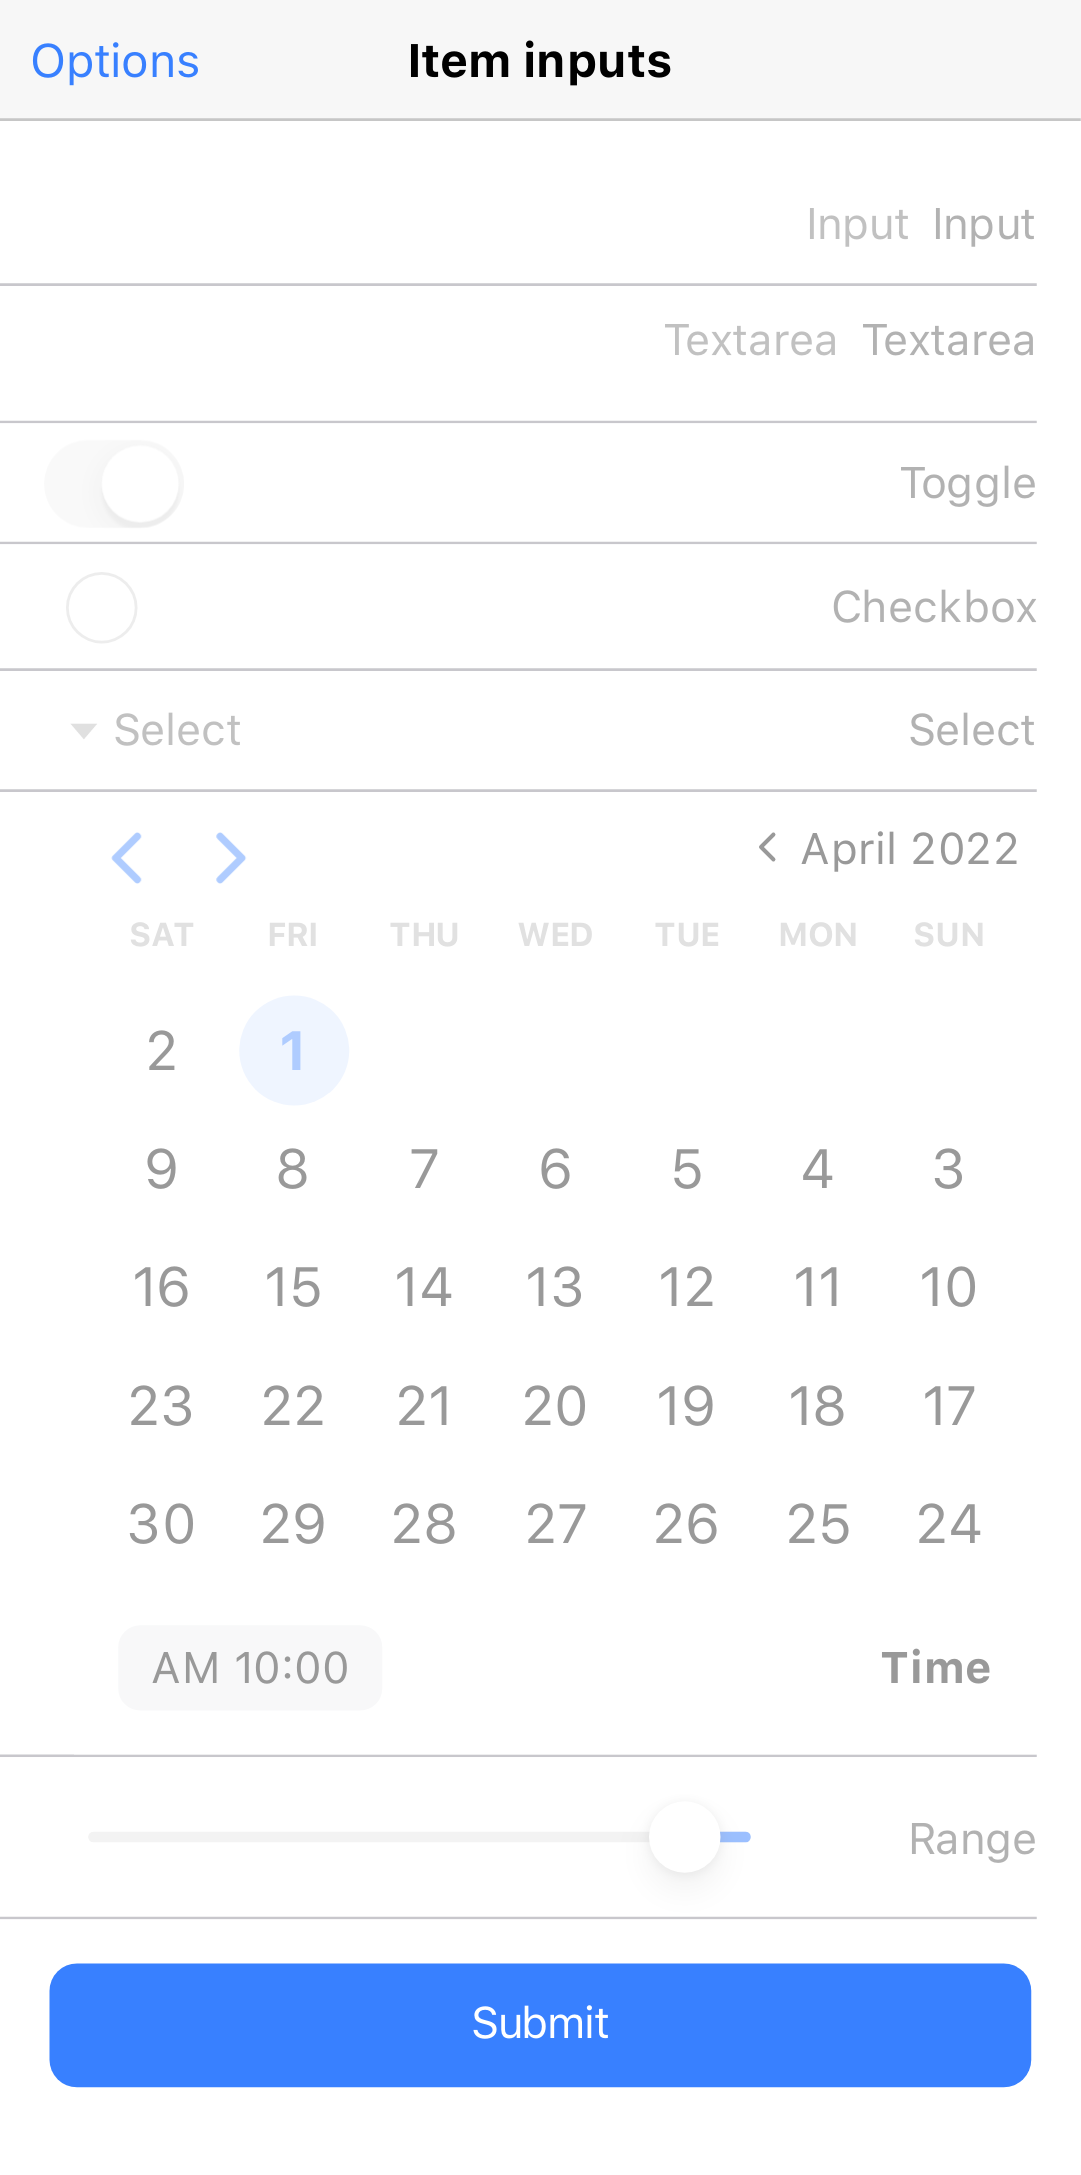 Options Item inputs
Input Input
Textarea Textarea
Toggle
Checkbox
Select Select
April 2022
SAT FRI THU WED TUE MON SUN
2 1
9 8 7 6 5 4 3
16 15 14 13 12 11 10
23 22 21 20 19 18 17
30 29 28 27 26 25 24
AM 10:00 Time
Range
Submit